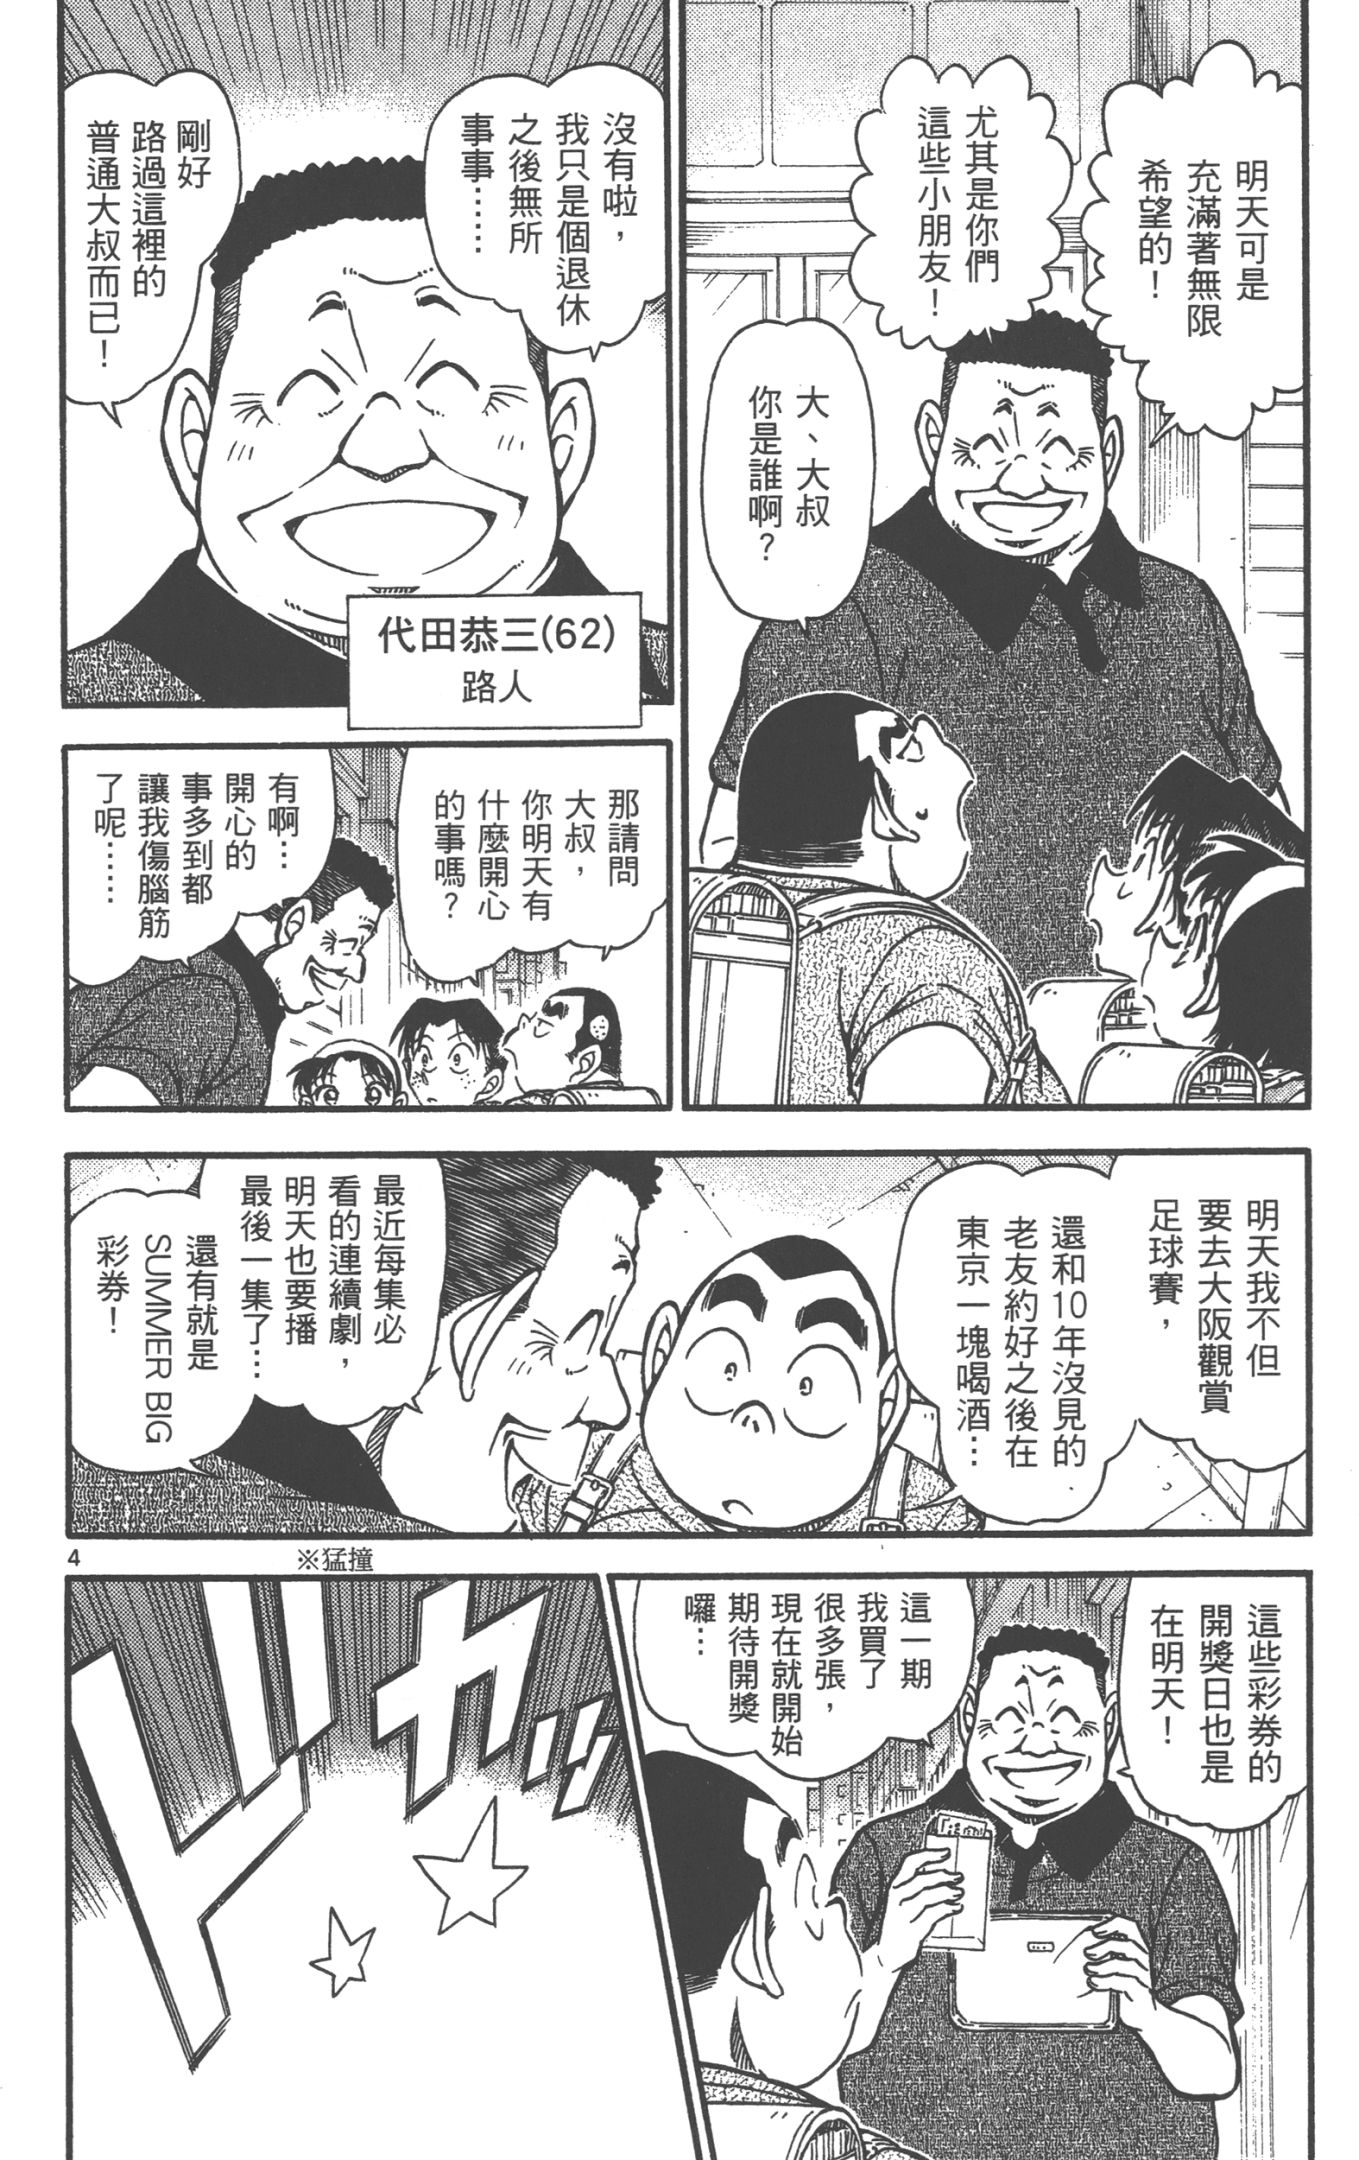 明天可是
充滿著無限
希望的！
尤其是你們
這些小朋友！
大、大叔
你是誰啊？
沒有啦，
我只是個退休
之後無所
事事……
剛好
路過這裡的
普通大叔而已！
代田恭三(62)
路人
那請問
大叔，
你明天有
什麼開心
的事嗎？
有啊…
開心的
事多到都
讓我傷腦筋
了呢……
明天我不但
要去大阪觀賞
足球賽，
還和10年沒見的
老友約好之後在
東京一塊喝酒…
最近每集必
看的連續劇，
明天也要播
最後一集了…
還有就是
SUMMER BIG
彩券！
4
※猛撞
這些彩券的
開獎日也是
在明天！
這一期
我買了
很多張，
現在就開始
期待開獎
囉…
ドカッ